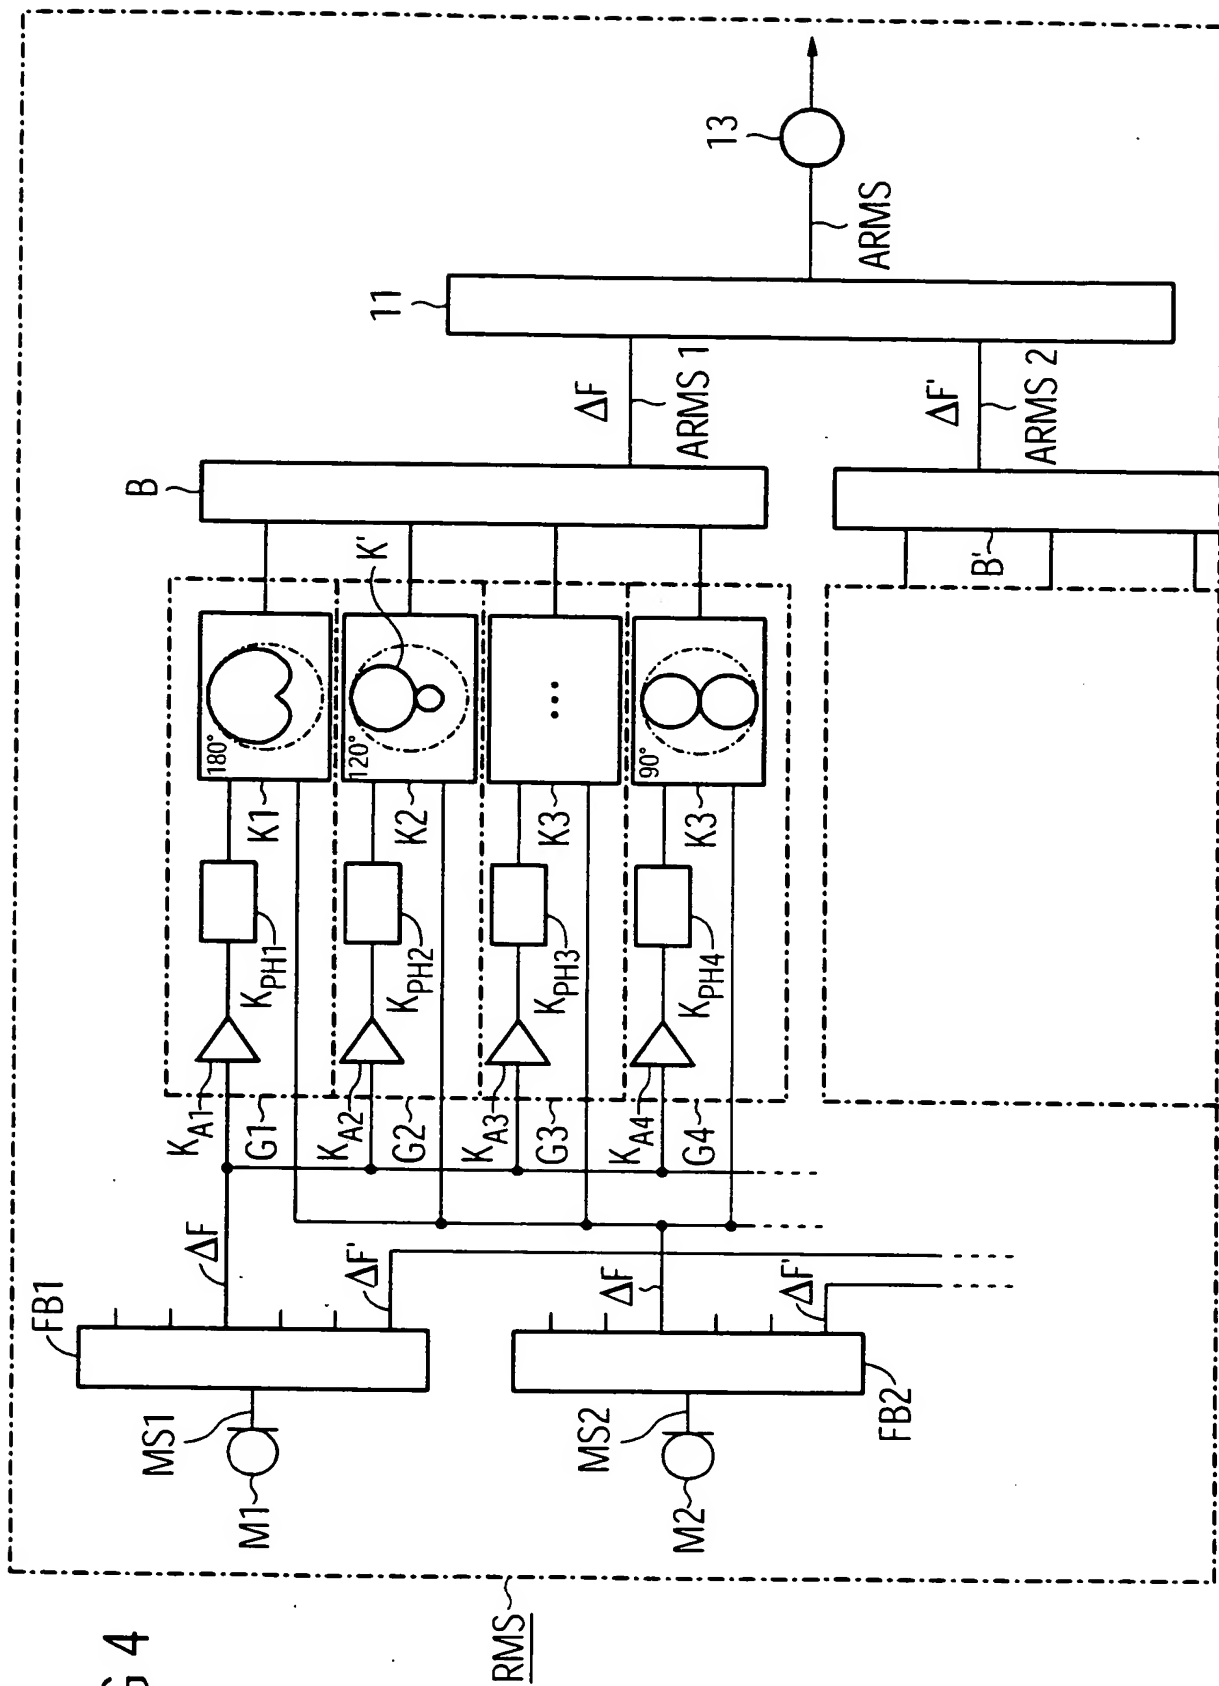 G 4
RMS
M1
MS1
FB1
ΔF
ΔF'
M2
MS2
FB2
ΔF
ΔF'
K_A1
G1
K_PH1
K1
180°
K_A2
G2
K_PH2
K2
120°
K'
K_A3
G3
K_PH3
K3
...
K_A4
G4
K_PH4
K3
90°
B
B'
ΔF
ARMS 1
ΔF'
ARMS 2
11
ARMS
13